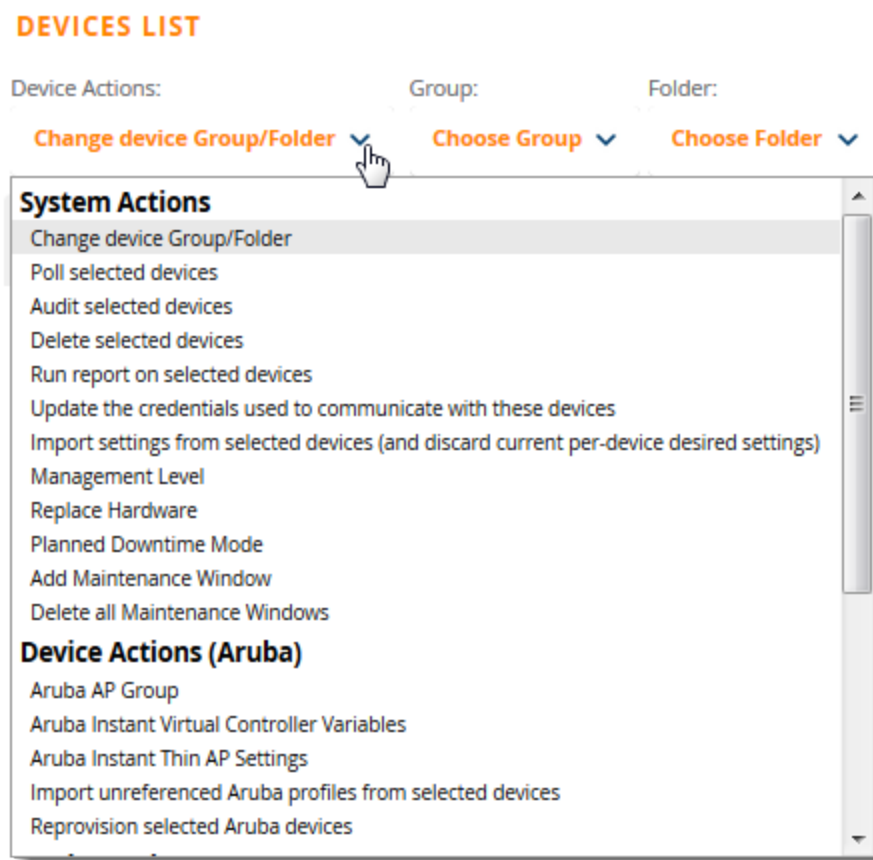 DEVICES LIST
Device Actions: Group: Folder:
Change device Group/Folder Choose Group Choose Folder
System Actions
Change device Group/Folder
Poll selected devices
Audit selected devices
Delete selected devices
Run report on selected devices
Update the credentials used to communicate with these devices
Import settings from selected devices (and discard current per-device desired settings)
Management Level
Replace Hardware
Planned Downtime Mode
Add Maintenance Window
Delete all Maintenance Windows
Device Actions (Aruba)
Aruba AP Group
Aruba Instant Virtual Controller Variables
Aruba Instant Thin AP Settings
Import unreferenced Aruba profiles from selected devices
Reprovision selected Aruba devices